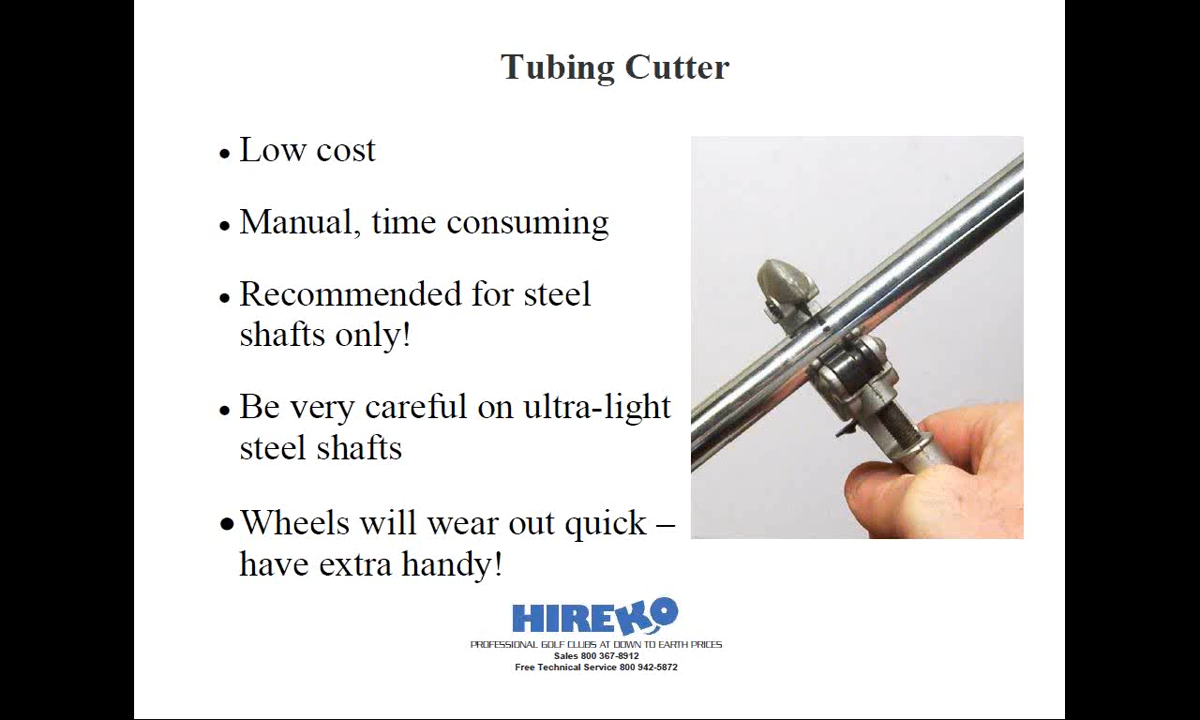 Tubing Cutter
• Low cost
• Manual, time consuming
• Recommended for steel
shafts only!
• Be very careful on ultra-light
steel shafts
• Wheels will wear out quick –
have extra handy!
HIREKO
PROFESSIONAL GOLF CLUBS AT DOWN TO EARTH PRICES
Sales 800 367-8912
Free Technical Service 800 942-5872